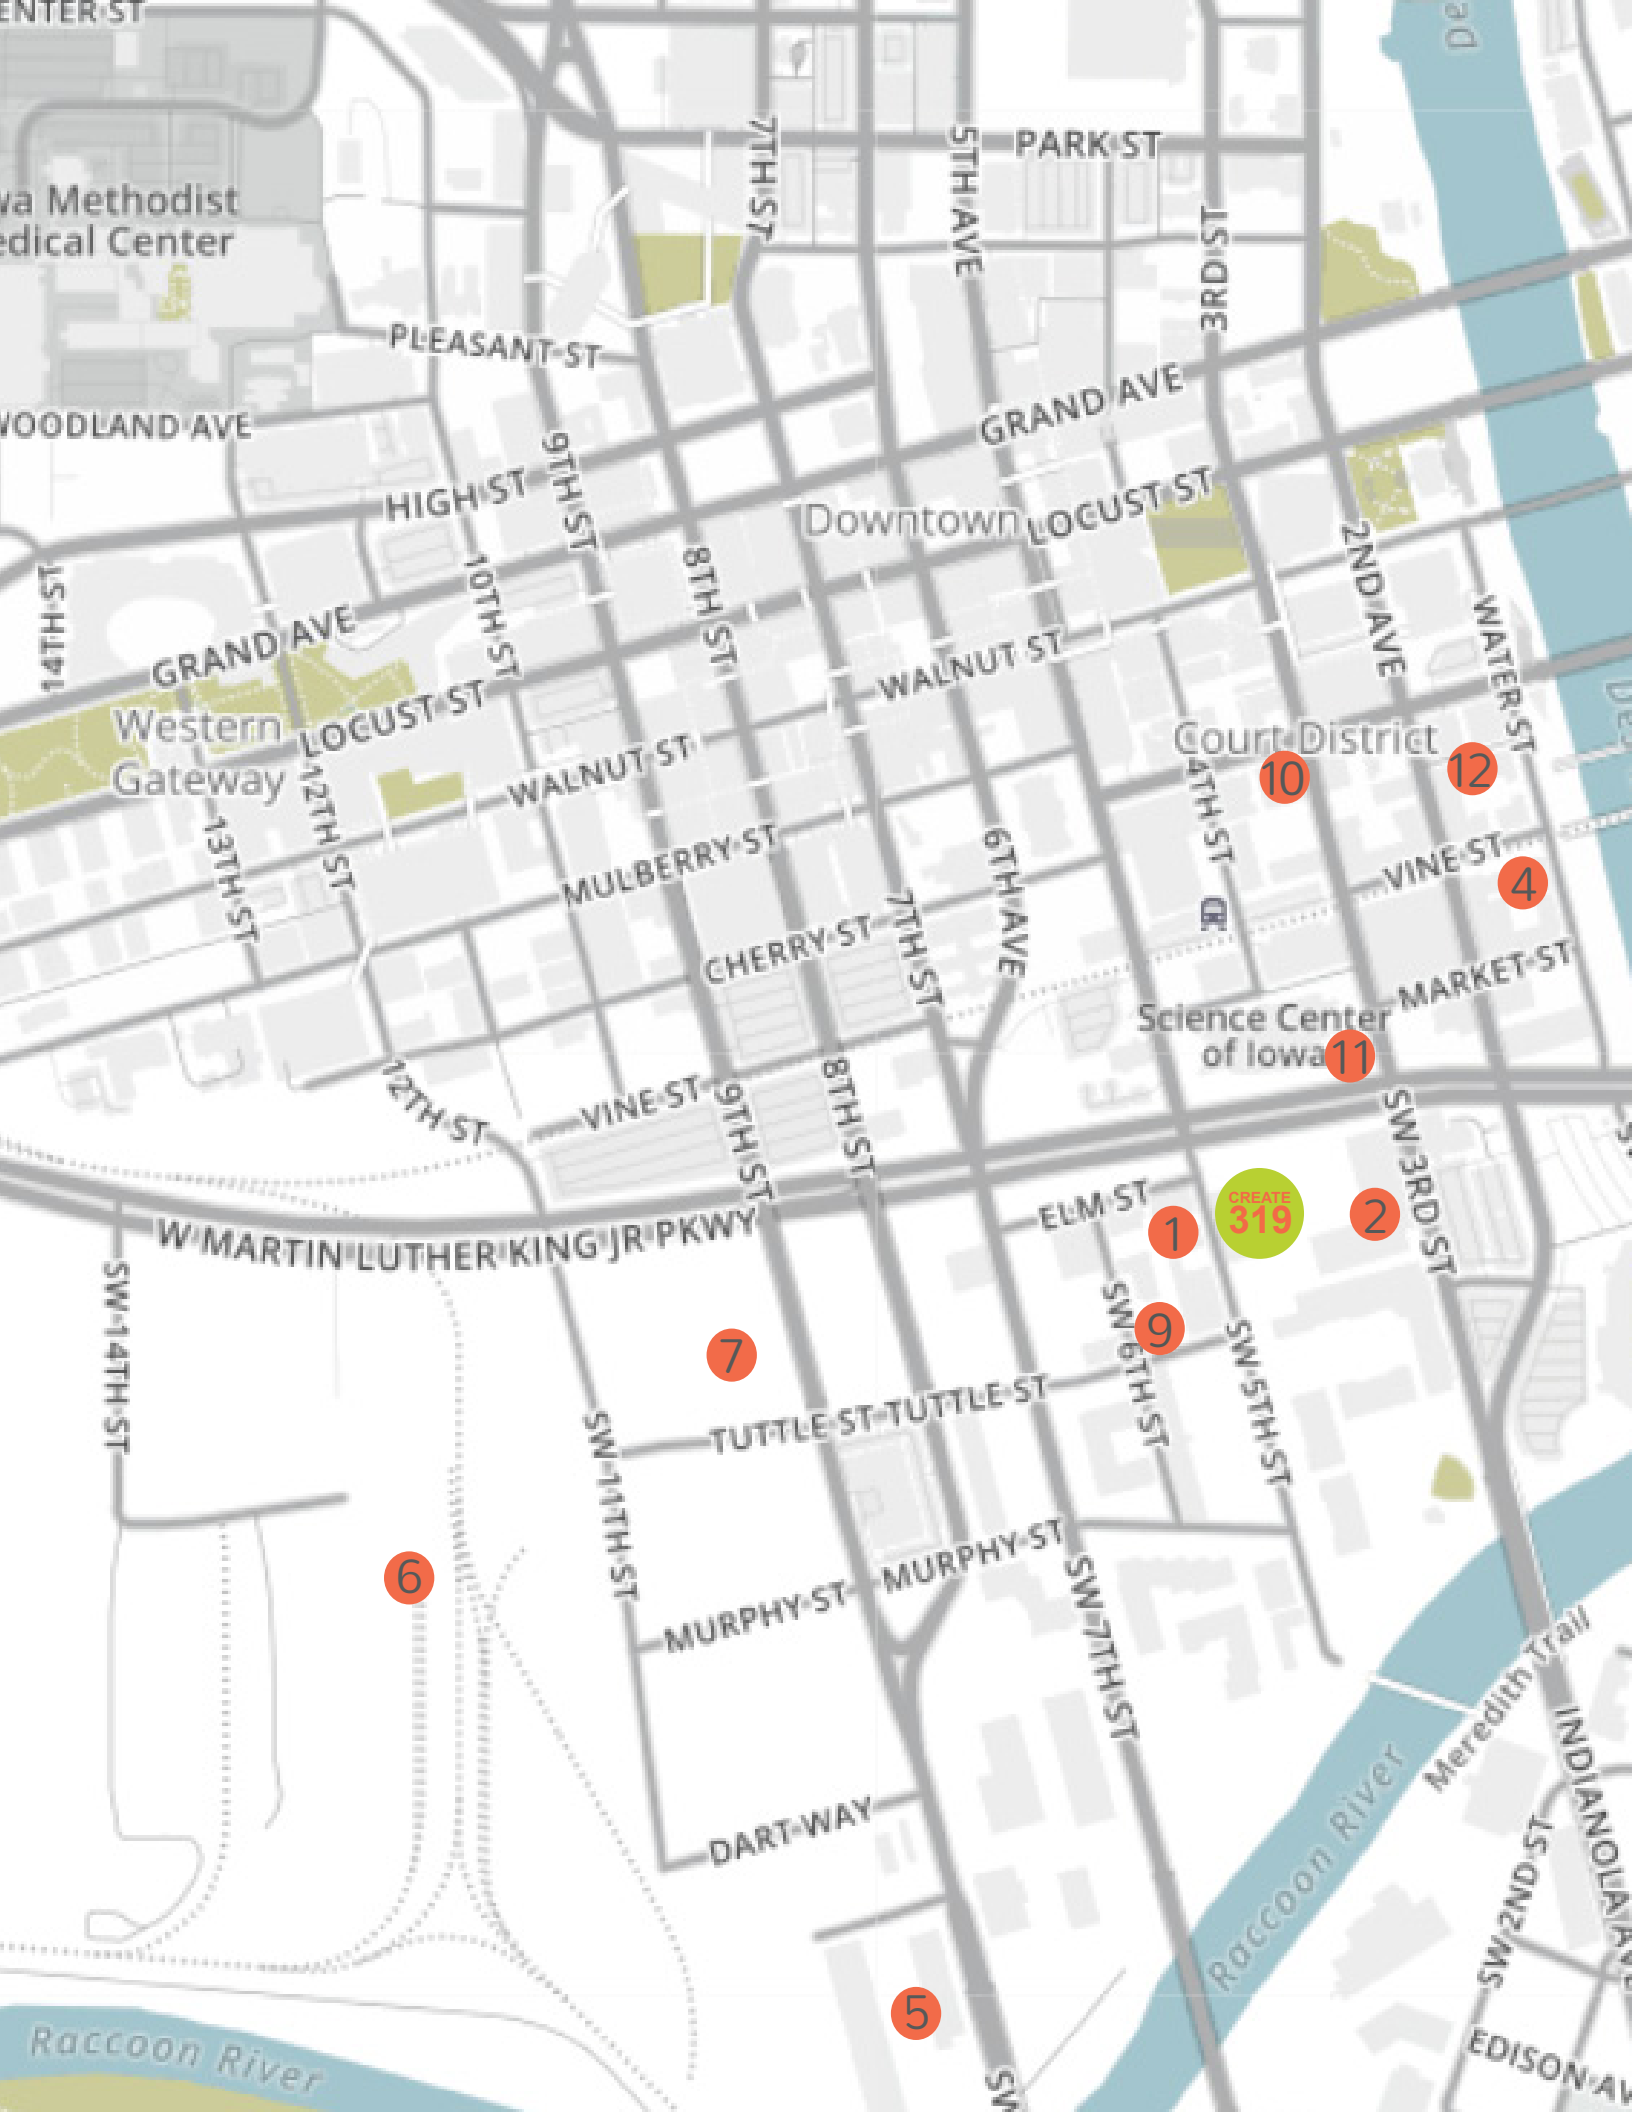 ENTER ST
De
7TH ST
5TH AVE
PARK ST
wa Methodist
edical Center
3RD ST
PLEASANT ST
GRAND AVE
WOODLAND AVE
9TH ST
HIGH ST
LOCUST ST
Downtown
10TH ST
8TH ST
2ND AVE
14TH ST
GRAND AVE
WATER ST
WALNUT ST
LOCUST ST
Western
Gateway
Court District
De
WALNUT ST
12TH ST
4TH ST
10
12
13TH ST
MULBERRY ST
6TH AVE
VINE ST
4
7TH ST
CHERRY ST
MARKET ST
Science Center
of Iowa
11
12TH ST
VINE ST
9TH ST
8TH ST
SW 3RD ST
S
ELM ST
1
CREATE
319
2
W MARTIN LUTHER KING JR PKWY
SW 14TH ST
SW 6TH ST
9
SW 5TH ST
7
TUTTLE ST
TUTTLE ST
SW 11TH ST
6
MURPHY ST
MURPHY ST
SW 7TH ST
Meredith Trail
INDIANOLA AVE
Raccoon River
DART WAY
SW 2ND ST
5
Raccoon River
EDISON AV
SW